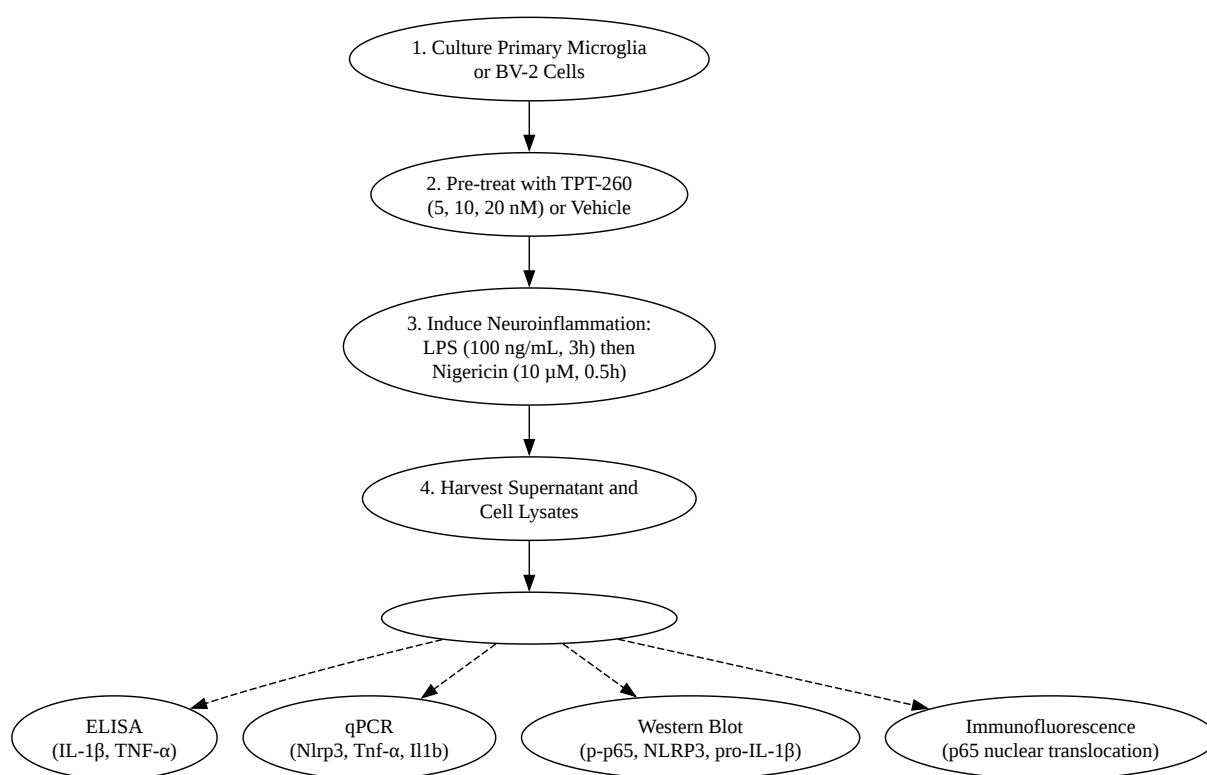 1. Culture Primary Microglia
or BV-2 Cells
2. Pre-treat with TPT-260
(5, 10, 20 nM) or Vehicle
3. Induce Neuroinflammation:
LPS (100 ng/mL, 3h) then
Nigericin (10 µM, 0.5h)
4. Harvest Supernatant and
Cell Lysates
ELISA
(IL-1β, TNF-α)
qPCR
(Nlrp3, Tnf-α, Il1b)
Western Blot
(p-p65, NLRP3, pro-IL-1β)
Immunofluorescence
(p65 nuclear translocation)